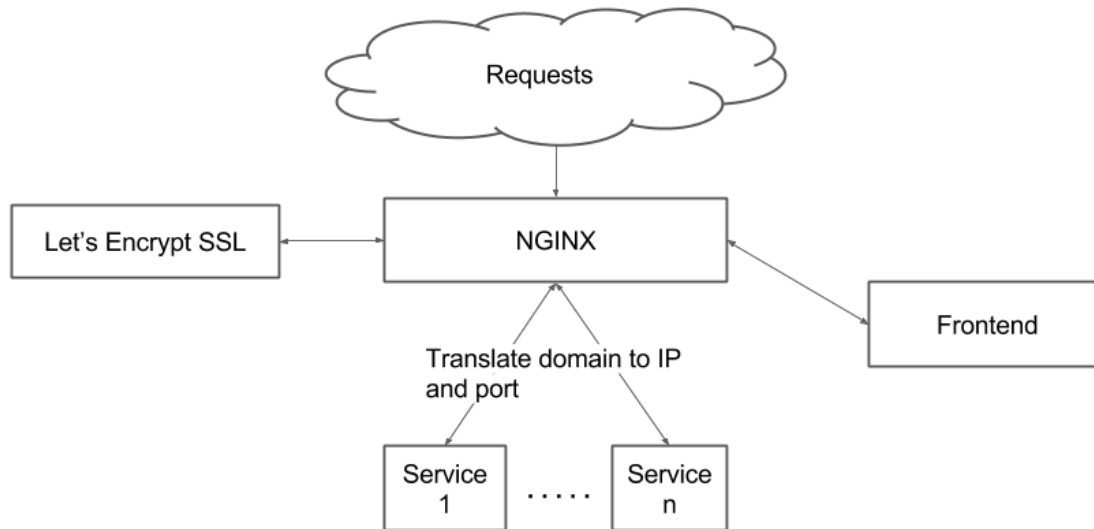 Requests
Let's Encrypt SSL
NGINX
Frontend
Translate domain to IP
and port
Service
1
.....
Service
n